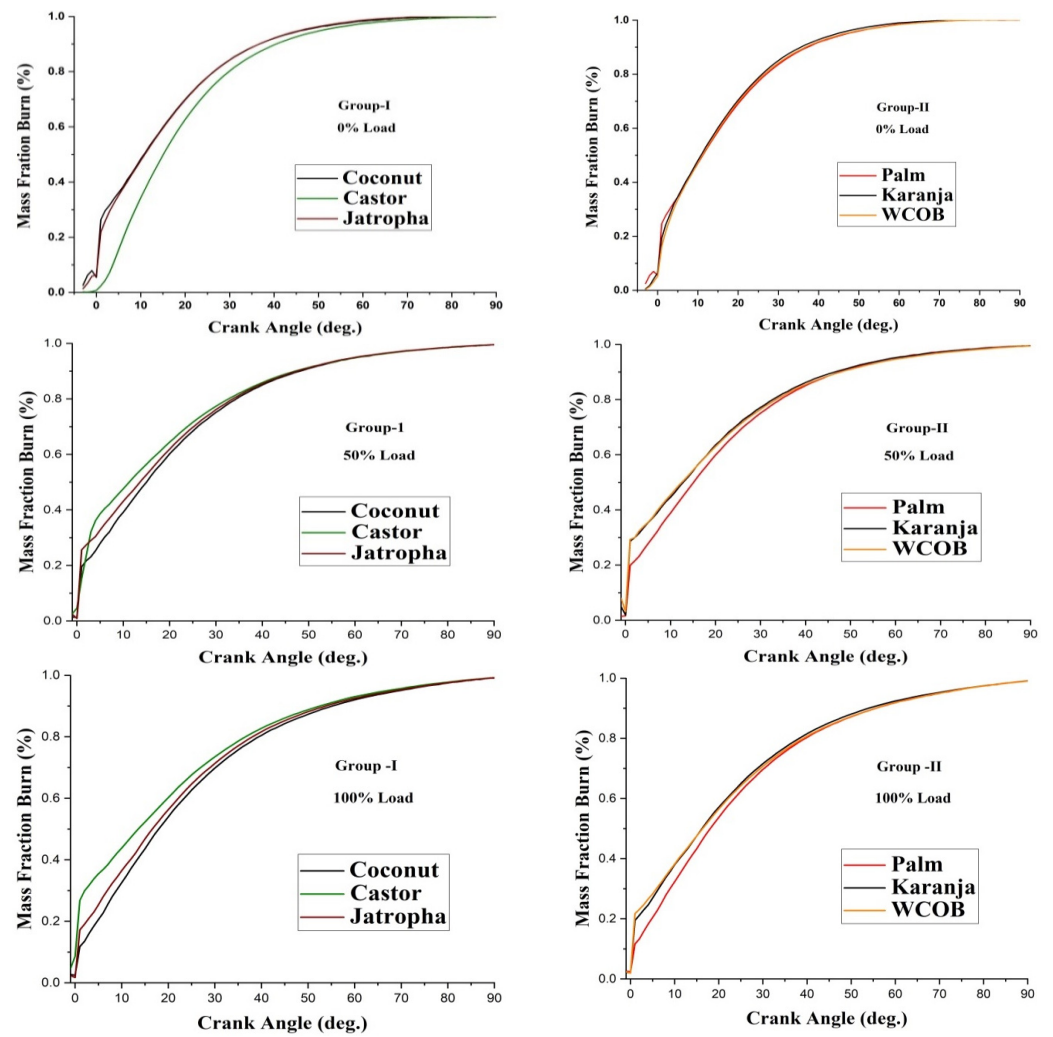 Mass Fration Burn (%)
1.0
0.8
0.6
0.4
0.2
0.0
Group-I
0% Load
Coconut
Castor
Jatropha
0 10 20 30 40 50 60 70 80 90
Crank Angle (deg.)
Mass Fration Burn (%)
1.0
0.8
0.6
0.4
0.2
0.0
Group-II
0% Load
Palm
Karanja
WCOB
0 10 20 30 40 50 60 70 80 90
Crank Angle (deg.)
Mass Fraction Burn (%)
1.0
0.8
0.6
0.4
0.2
0.0
Group-1
50% Load
Coconut
Castor
Jatropha
0 10 20 30 40 50 60 70 80 90
Crank Angle (deg.)
Mass Fraction Burn (%)
1.0
0.8
0.6
0.4
0.2
0.0
Group-II
50% Load
Palm
Karanja
WCOB
0 10 20 30 40 50 60 70 80 90
Crank Angle (deg.)
Mass Fraction Burn (%)
1.0
0.8
0.6
0.4
0.2
0.0
Group -I
100% Load
Coconut
Castor
Jatropha
0 10 20 30 40 50 60 70 80 90
Crank Angle (deg.)
Mass Fraction Burn (%)
1.0
0.8
0.6
0.4
0.2
0.0
Group -II
100% Load
Palm
Karanja
WCOB
0 10 20 30 40 50 60 70 80 90
Crank Angle (deg.)